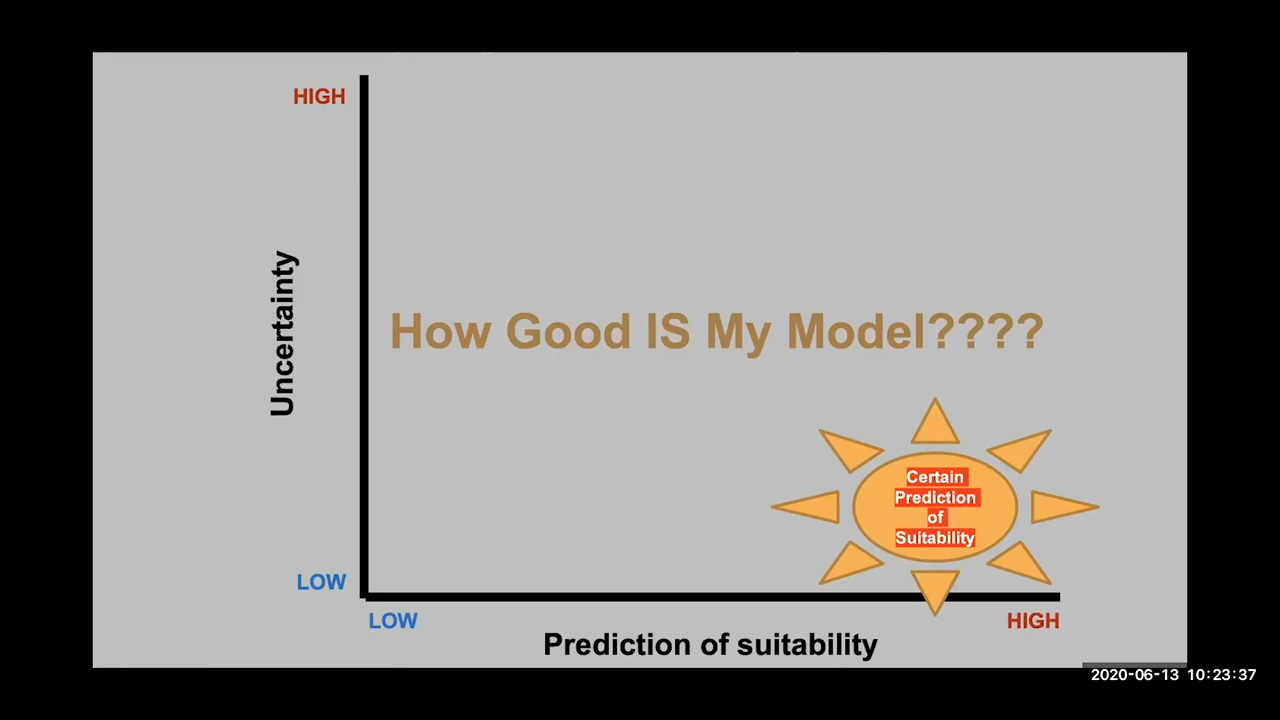 HIGH
Uncertainty
How Good IS My Model????
Certain
Prediction
of
Suitability
LOW
LOW
HIGH
Prediction of suitability
2020-06-13 10:23:37